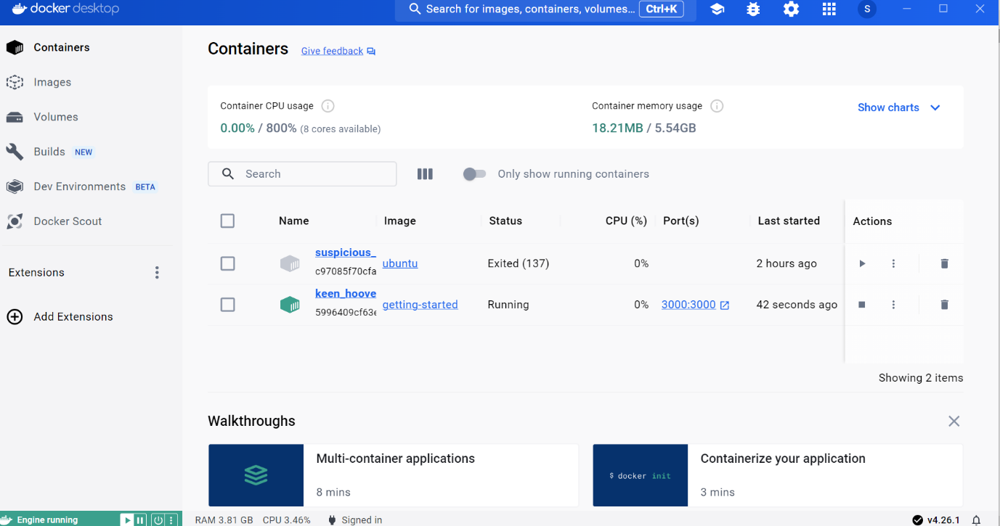 docker desktop
Search for images, containers, volumes... Ctrl+K
S
Containers
Images
Volumes
Builds NEW
Dev Environments BETA
Docker Scout
Extensions
Add Extensions
Containers Give feedback
Container CPU usage
0.00% / 800% (8 cores available)
Container memory usage
18.21MB / 5.54GB
Show charts
Search
Only show running containers
Name Image Status CPU (%) Port(s) Last started Actions
suspicious_
c97085f70cfa
ubuntu Exited (137) 0% 2 hours ago
keen_hoove
5996409cf63e
getting-started Running 0% 3000:3000 42 seconds ago
Showing 2 items
Walkthroughs
Multi-container applications
8 mins
$ docker init
Containerize your application
3 mins
Engine running
RAM 3.81 GB CPU 3.46% Signed in
v4.26.1